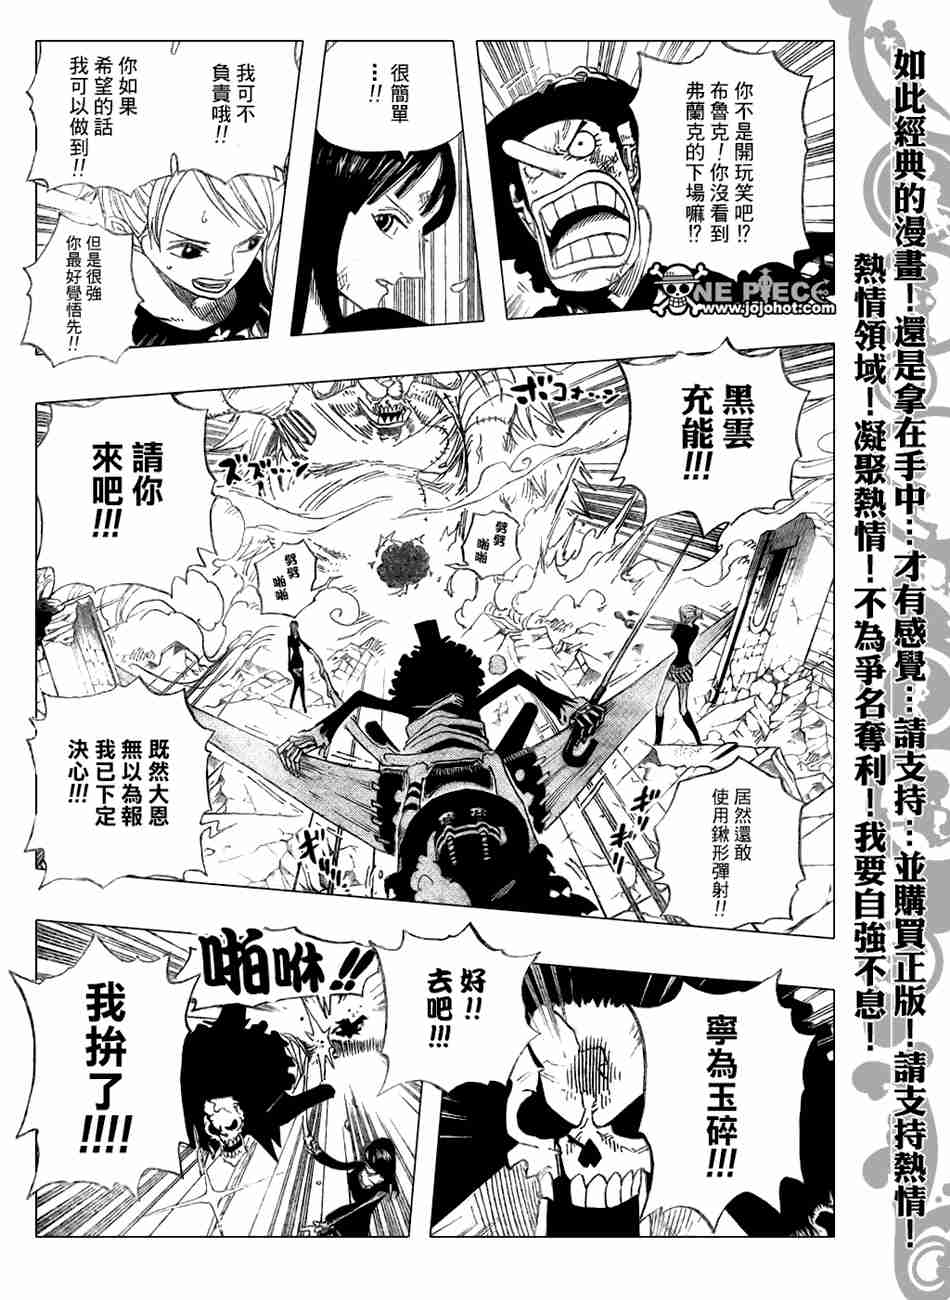 你不是開玩笑吧!?
布魯克!你沒看到
弗蘭克的下場嘛!?
很簡單
…!!
我可不
負責哦!!
你如果
希望的話
我可以做到!!
但是很強
你最好覺悟先!!
ONE PIECE
www.jojohot.com
黑雲
充能!!!
ボコォ…ン
ズズズ…ン
請你
來吧!!!
劈劈
啪啪
劈劈
啪啪
居然還敢
使用鍬形彈射!!
既然大恩
無以為報
我已下定
決心!!!
寧為玉碎!!!
好!!
去吧!!!
啪咻!!
我
拚
了
!!!!
如此經典的漫畫!還是拿在手中…才有感覺…請支持…並購買正版!請支持熱情!
熱情領域!凝聚熱情!不為爭名奪利!我要自強不息!